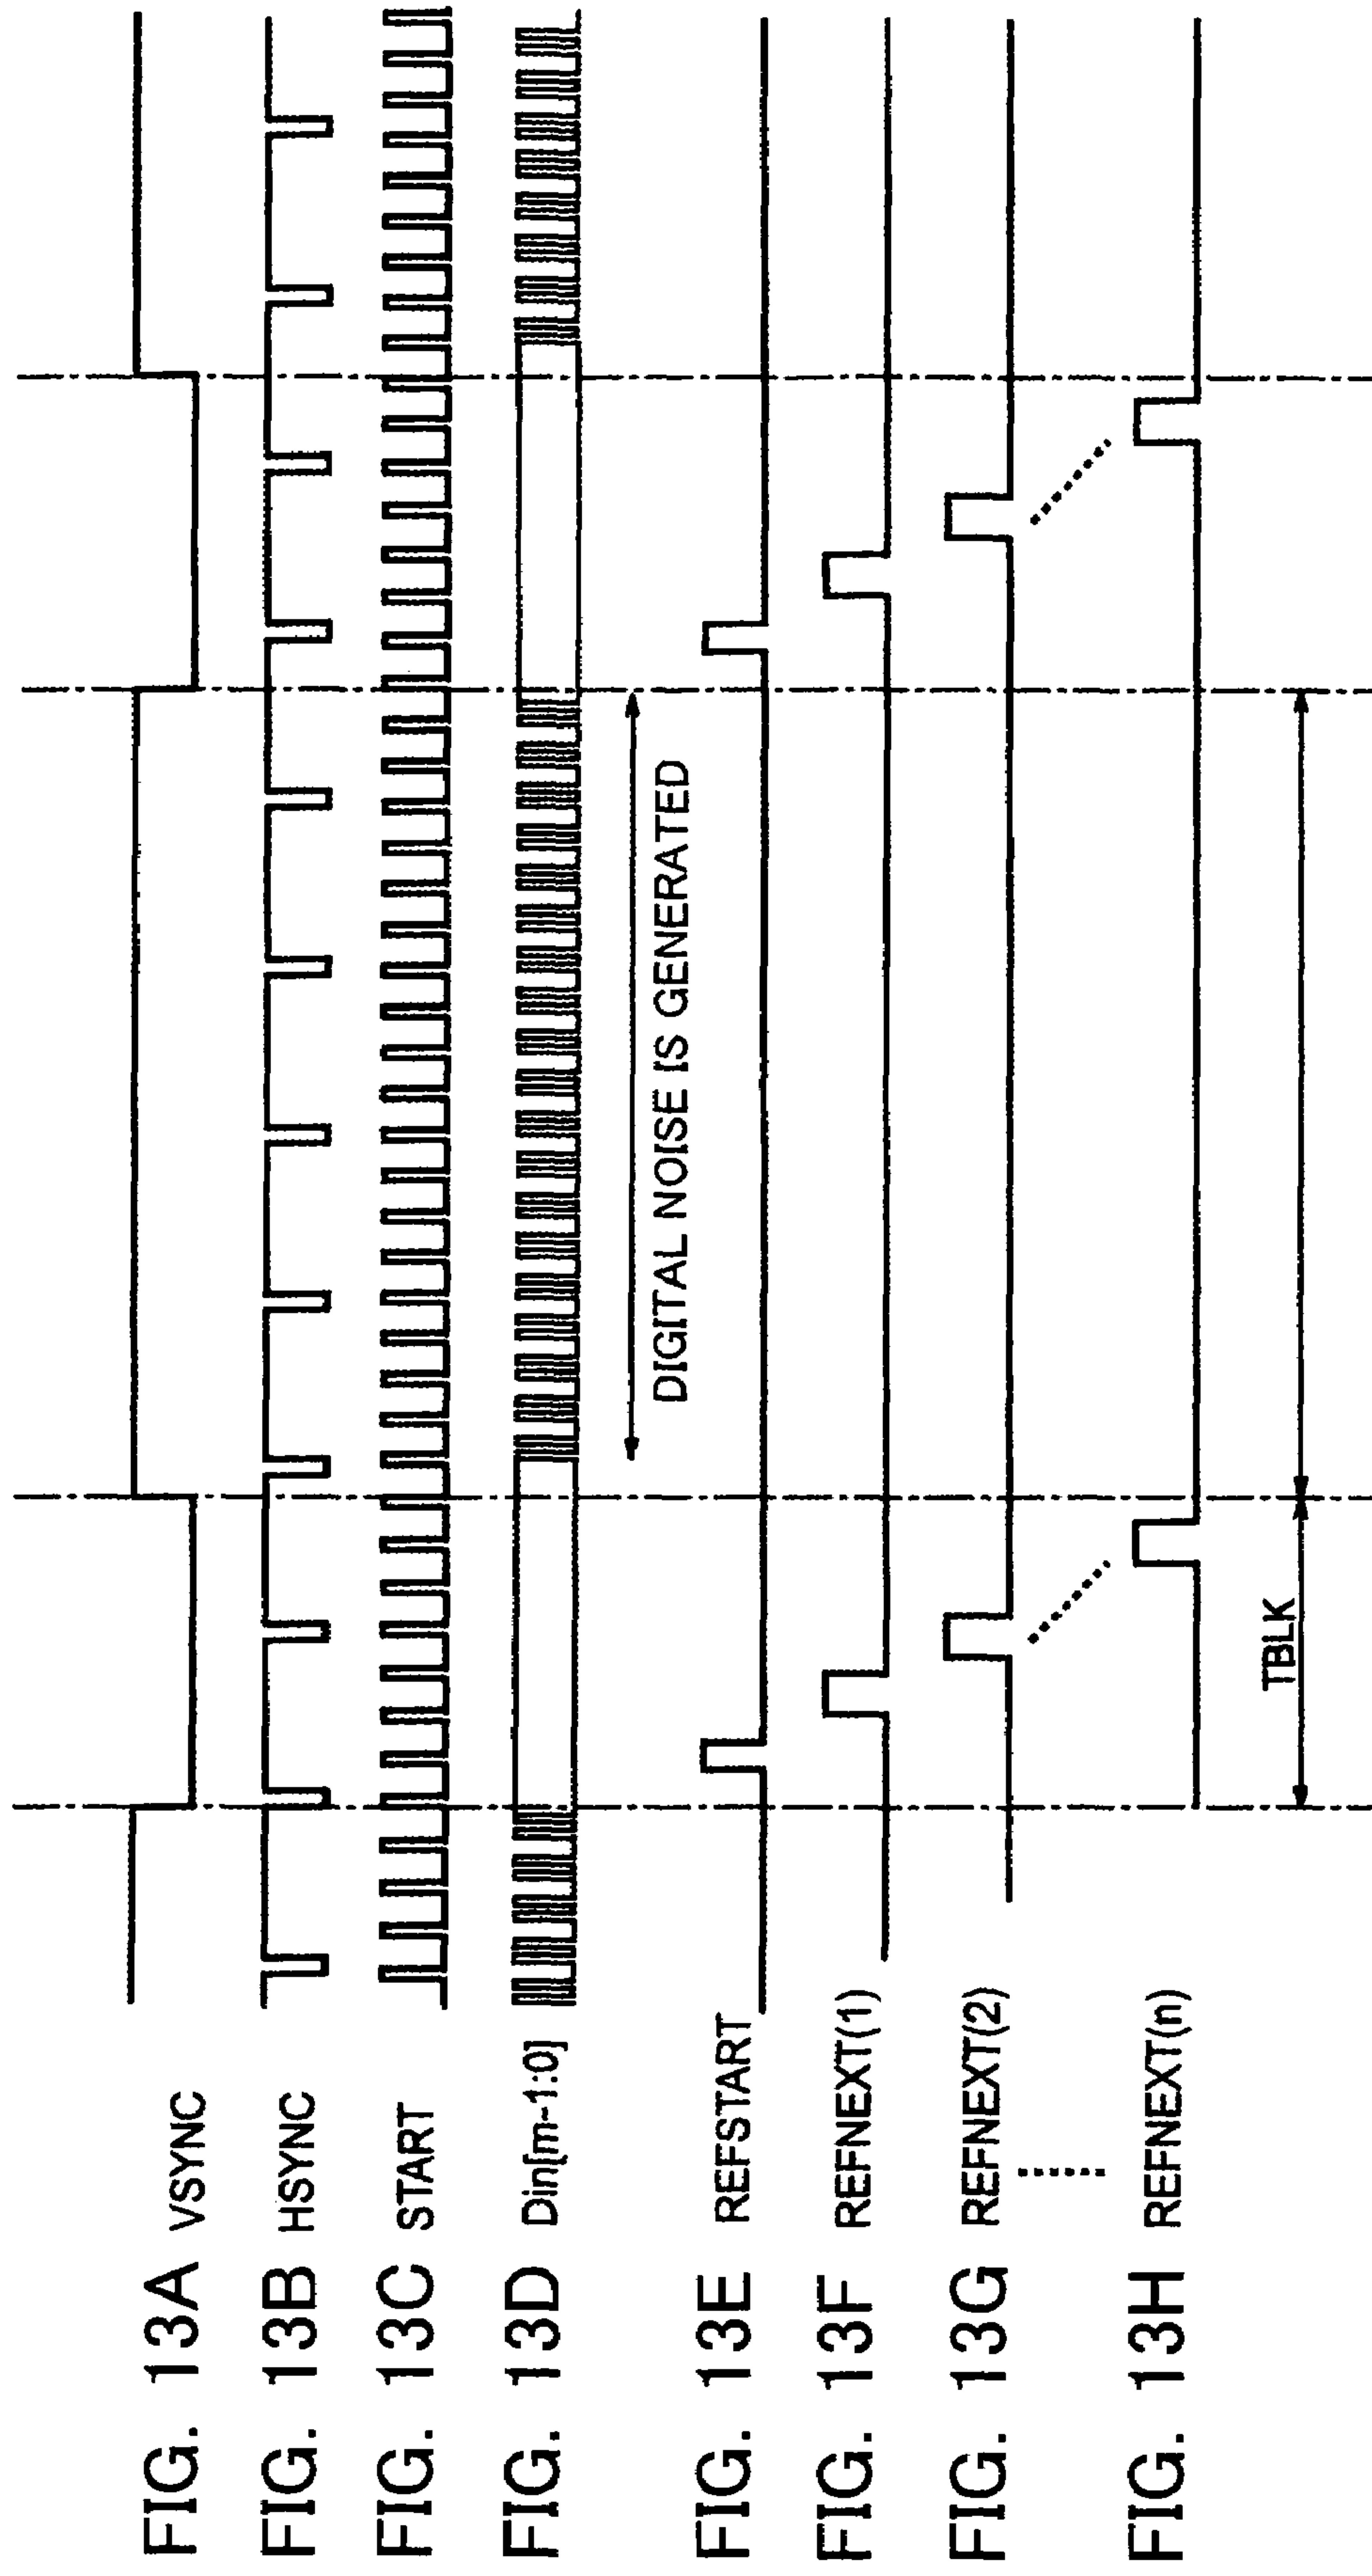 FIG. 13A VSYNC
FIG. 13B HSYNC
FIG. 13C START
FIG. 13D Din[m-1:0]
DIGITAL NOISE IS GENERATED
FIG. 13E REFSTART
FIG. 13F REFNEXT(1)
FIG. 13G REFNEXT(2)
FIG. 13H REFNEXT(n)
TBLK